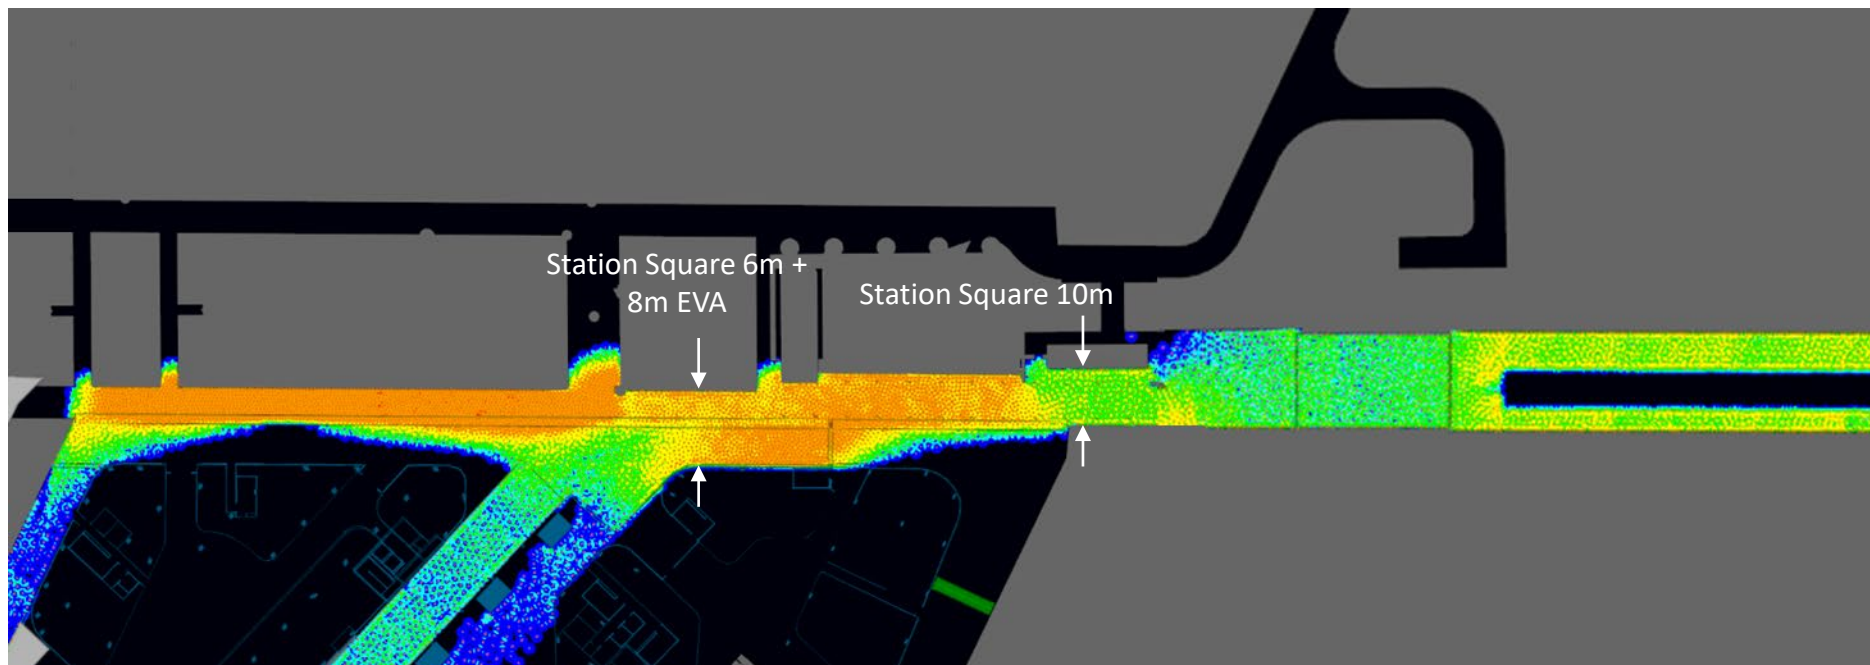 Station Square 6m +
8m EVA
Station Square 10m